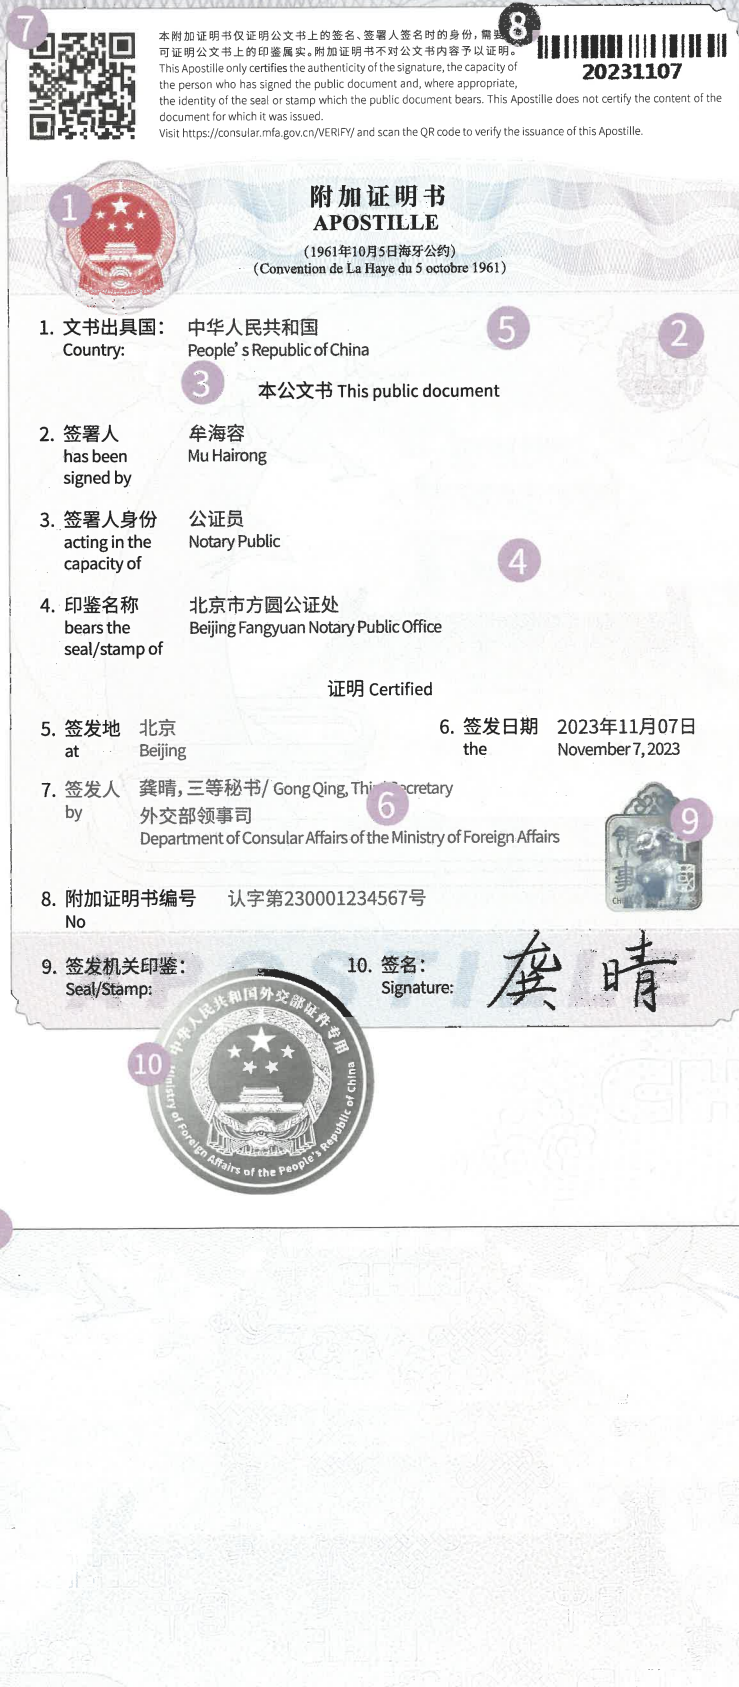 7
8
本附加证明书仅证明公文书上的签名、签署人签名时的身份，需要
可证明公文书上的印鉴属实。附加证明书不对公文书内容予以证明。
This Apostille only certifies the authenticity of the signature, the capacity of
the person who has signed the public document and, where appropriate,
the identity of the seal or stamp which the public document bears. This Apostille does not certify the content of the
document for which it was issued.
Visit https://consular.mfa.gov.cn/VERIFY/ and scan the QR code to verify the issuance of this Apostille.
20231107
1
附加证明书
APOSTILLE
(1961年10月5日海牙公约)
(Convention de La Haye du 5 octobre 1961)
1. 文书出具国： 中华人民共和国
Country: People's Republic of China
5
2
3
本公文书 This public document
2. 签署人 牟海容
has been Mu Hairong
signed by
3. 签署人身份 公证员
acting in the Notary Public
capacity of
4
4. 印鉴名称 北京市方圆公证处
bears the Beijing Fangyuan Notary Public Office
seal/stamp of
证明 Certified
5. 签发地 北京 6. 签发日期 2023年11月07日
at Beijing the November 7, 2023
7. 签发人 龚晴，三等秘书/ Gong Qing, Third Secretary
by 外交部领事司
6
Department of Consular Affairs of the Ministry of Foreign Affairs
9
领事
中国
8. 附加证明书编号 认字第230001234567号
No
APOSTILLE
9. 签发机关印鉴： 10. 签名：
Seal/Stamp: Signature:
龚晴
10
中华人民共和国外交部证件专用
Ministry of Foreign Affairs of the People's Republic of China